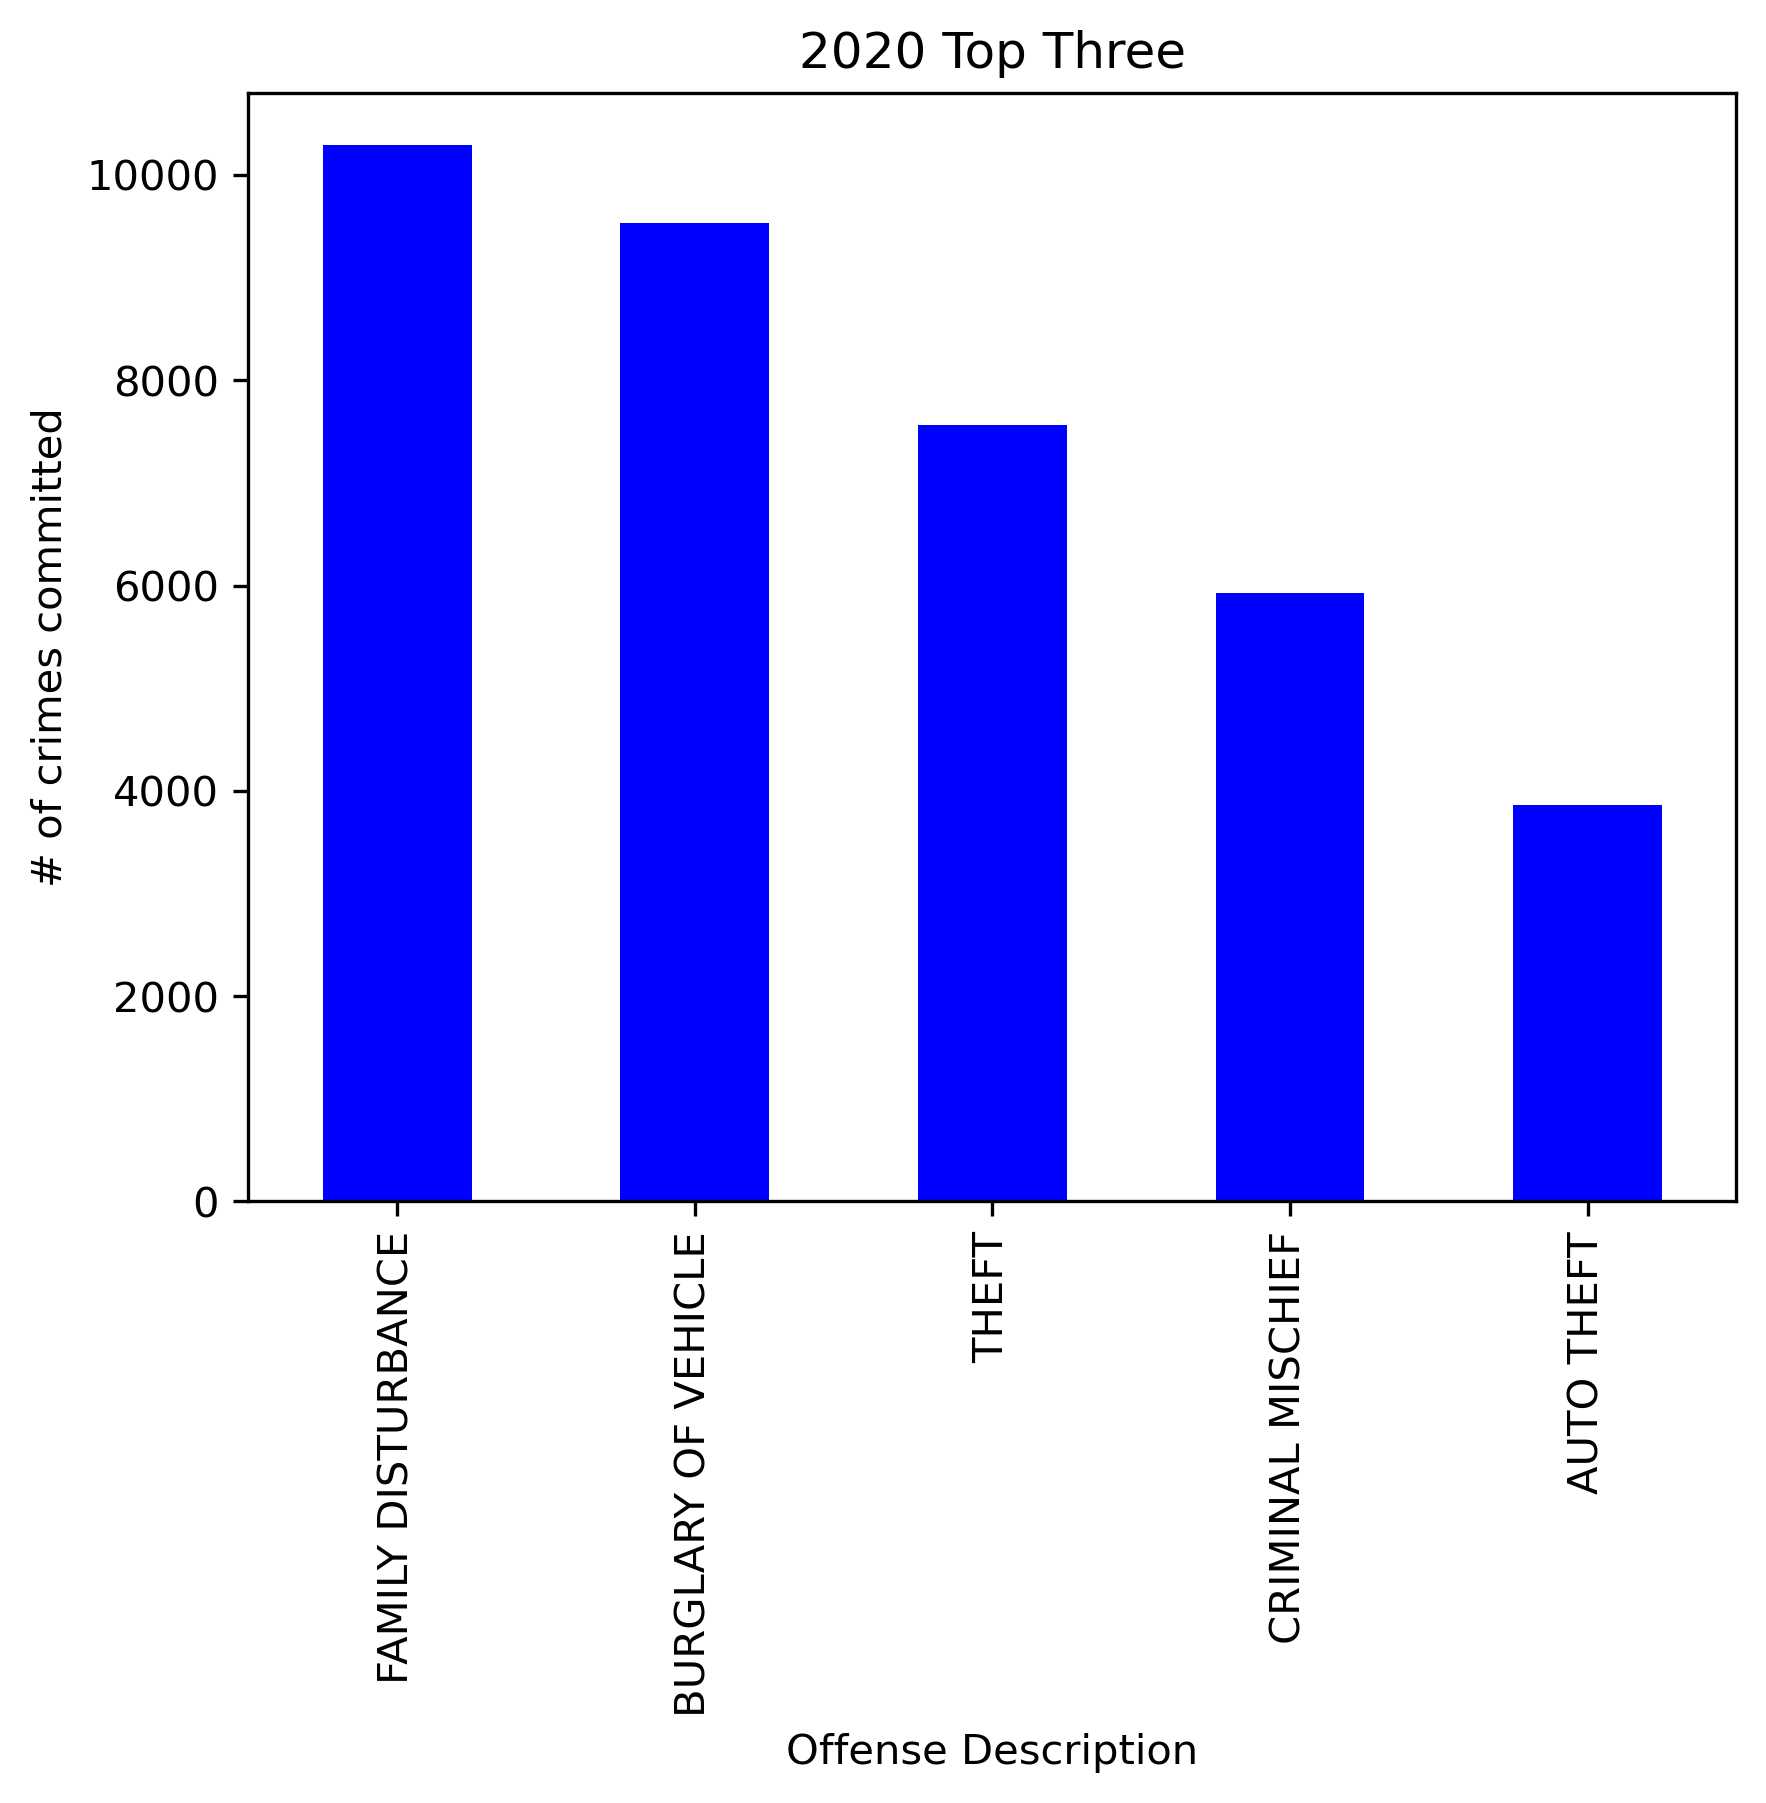 2020 Top Three
# of crimes committed
10000
8000
6000
4000
2000
0
FAMILY DISTURBANCE
BURGLARY OF VEHICLE
THEFT
CRIMINAL MISCHIEF
AUTO THEFT
Offense Description